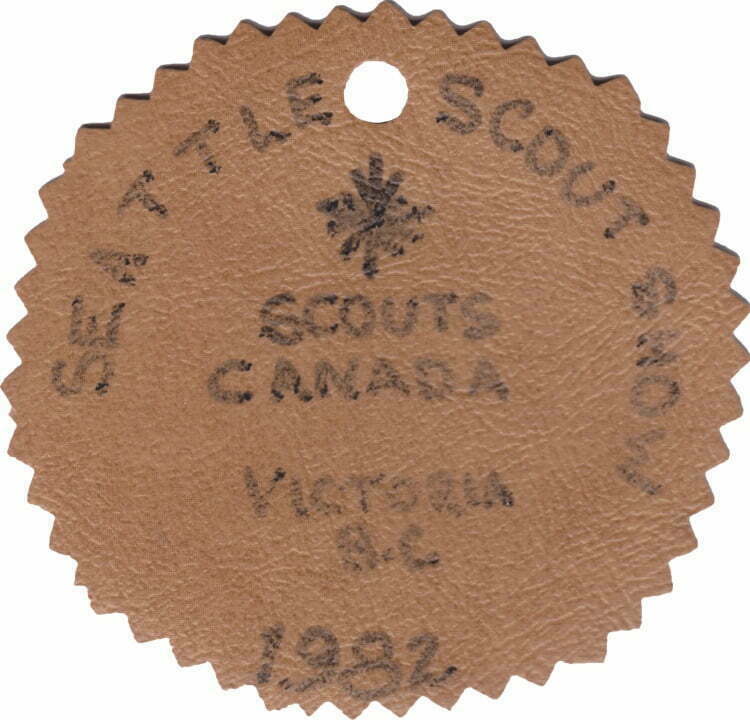 SEATTLE SCOUT SHOW
SCOUTS
CANADA
VICTORIA
B.C
1982